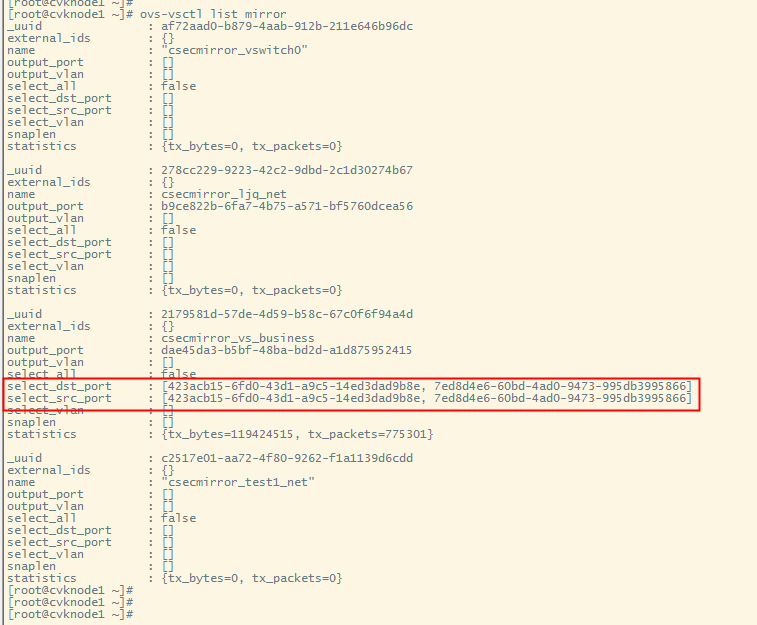 [root@cvknode1 ~]#
[root@cvknode1 ~]# ovs-vsctl list mirror
_uuid               : af72aad0-b879-4aab-912b-211e646b96dc
external_ids        : {}
name                : "csecmirror_vswitch0"
output_port         : []
output_vlan         : []
select_all          : false
select_dst_port     : []
select_src_port     : []
select_vlan         : []
snaplen             : []
statistics          : {tx_bytes=0, tx_packets=0}

_uuid               : 278cc229-9223-42c2-9dbd-2c1d30274b67
external_ids        : {}
name                : csecmirror_ljq_net
output_port         : b9ce822b-6fa7-4b75-a571-bf5760dcea56
output_vlan         : []
select_all          : false
select_dst_port     : []
select_src_port     : []
select_vlan         : []
snaplen             : []
statistics          : {tx_bytes=0, tx_packets=0}

_uuid               : 2179581d-57de-4d59-b58c-67c0f6f94a4d
external_ids        : {}
name                : csecmirror_vs_business
output_port         : dae45da3-b5bf-48ba-bd2d-a1d875952415
output_vlan         : []
select_all          : false
select_dst_port     : [423acb15-6fd0-43d1-a9c5-14ed3dad9b8e, 7ed8d4e6-60bd-4ad0-9473-995db3995866]
select_src_port     : [423acb15-6fd0-43d1-a9c5-14ed3dad9b8e, 7ed8d4e6-60bd-4ad0-9473-995db3995866]
select_vlan         : []
snaplen             : []
statistics          : {tx_bytes=119424515, tx_packets=775301}

_uuid               : c2517e01-aa72-4f80-9262-f1a1139d6cdd
external_ids        : {}
name                : "csecmirror_test1_net"
output_port         : []
output_vlan         : []
select_all          : false
select_dst_port     : []
select_src_port     : []
select_vlan         : []
snaplen             : []
statistics          : {tx_bytes=0, tx_packets=0}
[root@cvknode1 ~]#
[root@cvknode1 ~]#
[root@cvknode1 ~]#